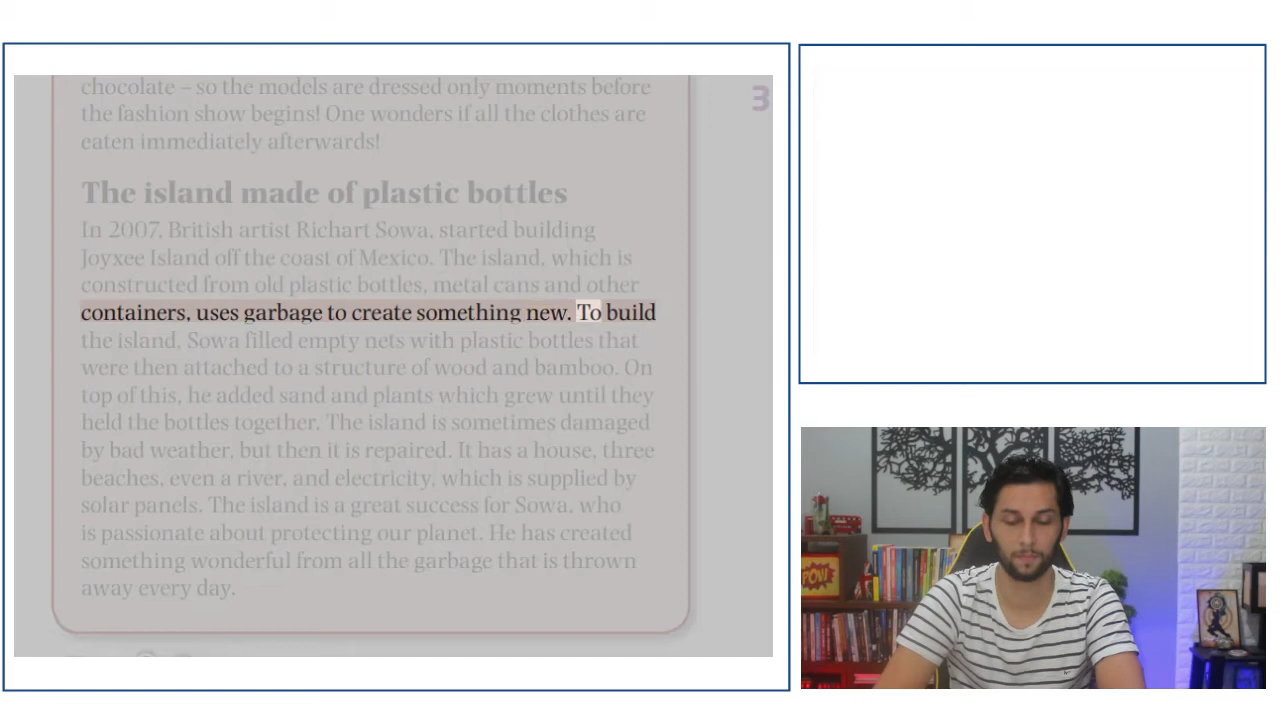 chocolate – so the models are dressed only moments before
the fashion show begins! One wonders if all the clothes are
eaten immediately afterwards!
3
The island made of plastic bottles
In 2007, British artist Richart Sowa, started building
Joyxee Island off the coast of Mexico. The island, which is
constructed from old plastic bottles, metal cans and other
containers, uses garbage to create something new. To build
the island, Sowa filled empty nets with plastic bottles that
were then attached to a structure of wood and bamboo. On
top of this, he added sand and plants which grew until they
held the bottles together. The island is sometimes damaged
by bad weather, but then it is repaired. It has a house, three
beaches, even a river, and electricity, which is supplied by
solar panels. The island is a great success for Sowa, who
is passionate about protecting our planet. He has created
something wonderful from all the garbage that is thrown
away every day.
POW